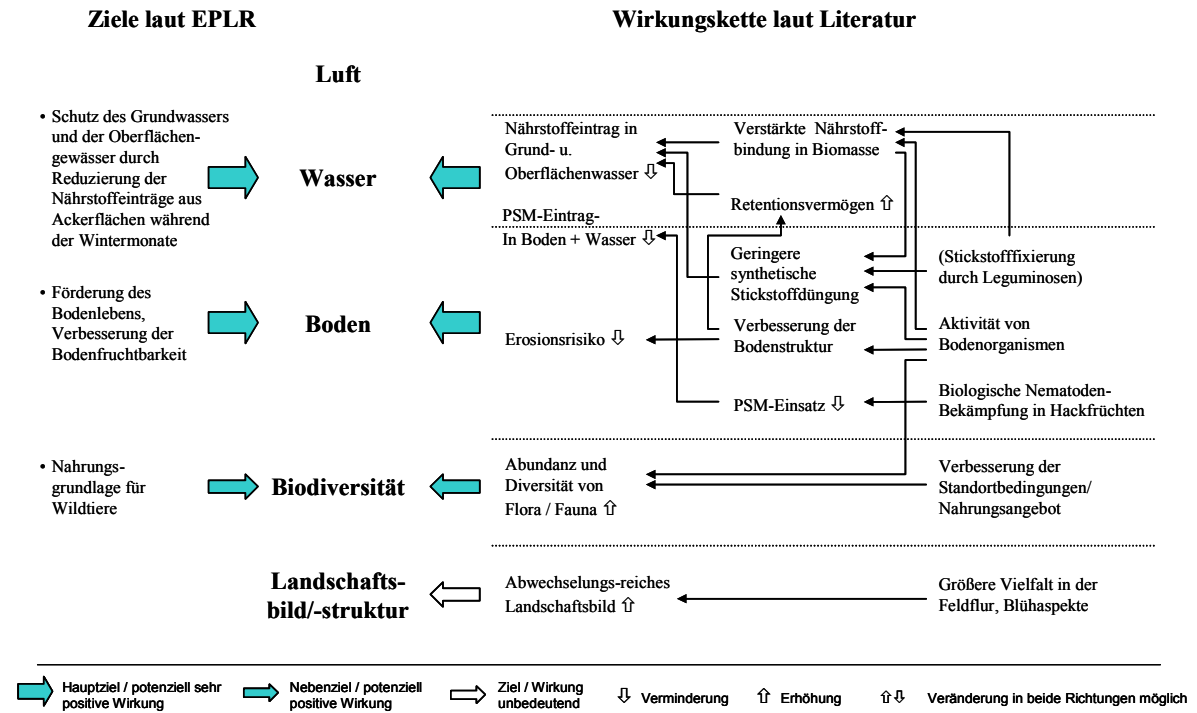 Ziele laut EPLR
Wirkungskette laut Literatur
Luft
• Schutz des Grundwassers
und der Oberflächen-
gewässer durch
Reduzierung der
Nährstoffeinträge aus
Ackerflächen während
der Wintermonate
Wasser
Nährstoffeintrag in
Grund- u.
Oberflächenwasser ⇩
Verstärkte Nährstoff-
bindung in Biomasse
Retentionsvermögen ⇧
PSM-Eintrag-
In Boden + Wasser ⇩
Geringere
synthetische
Stickstoffdüngung
(Stickstofffixierung
durch Leguminosen)
• Förderung des
Bodenlebens,
Verbesserung der
Bodenfruchtbarkeit
Boden
Erosionsrisiko ⇩
Verbesserung der
Bodenstruktur
Aktivität von
Bodenorganismen
PSM-Einsatz ⇩
Biologische Nematoden-
Bekämpfung in Hackfrüchten
• Nahrungs-
grundlage für
Wildtiere
Biodiversität
Abundanz und
Diversität von
Flora / Fauna ⇧
Verbesserung der
Standortbedingungen/
Nahrungsangebot
Landschafts-
bild/-struktur
Abwechselungs-reiches
Landschaftsbild ⇧
Größere Vielfalt in der
Feldflur, Blühaspekte
Hauptziel / potenziell sehr
positive Wirkung
Nebenziel / potenziell
positive Wirkung
Ziel / Wirkung
unbedeutend
⇩ Verminderung
⇧ Erhöhung
⇧⇩ Veränderung in beide Richtungen möglich